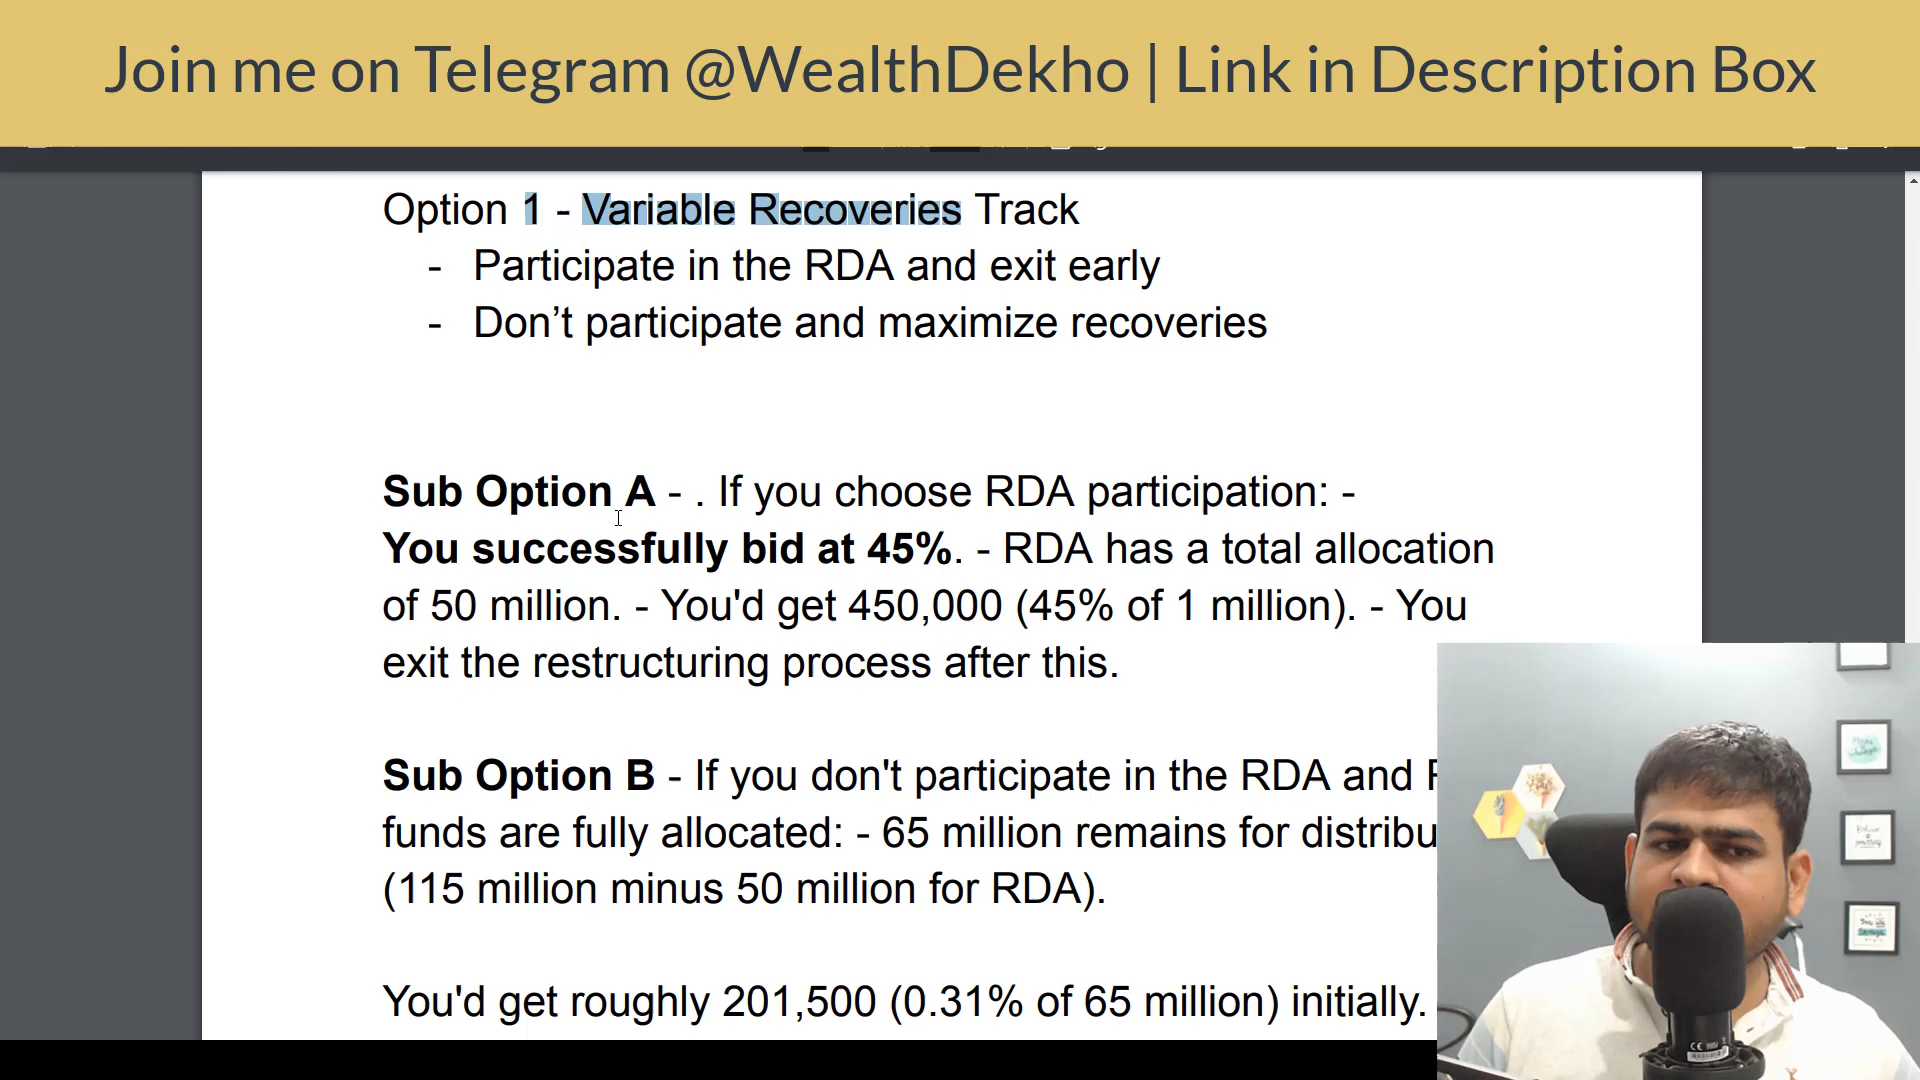 Join me on Telegram @WealthDekho | Link in Description Box
Option 1 - Variable Recoveries Track
- Participate in the RDA and exit early
- Don’t participate and maximize recoveries
Sub Option A - . If you choose RDA participation: -
You successfully bid at 45%. - RDA has a total allocation
of 50 million. - You'd get 450,000 (45% of 1 million). - You
exit the restructuring process after this.
Sub Option B - If you don't participate in the RDA and
funds are fully allocated: - 65 million remains for distribu
(115 million minus 50 million for RDA).
You'd get roughly 201,500 (0.31% of 65 million) initially.